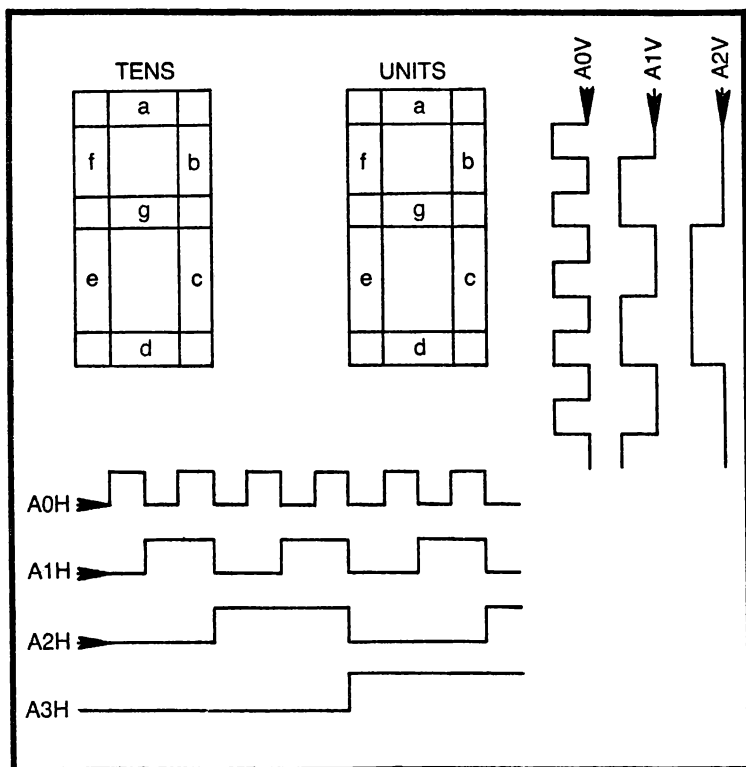 TENS UNITS A0V A1V A2V
a a
f b f b
g g
e c e c
d d
A0H
A1H
A2H
A3H